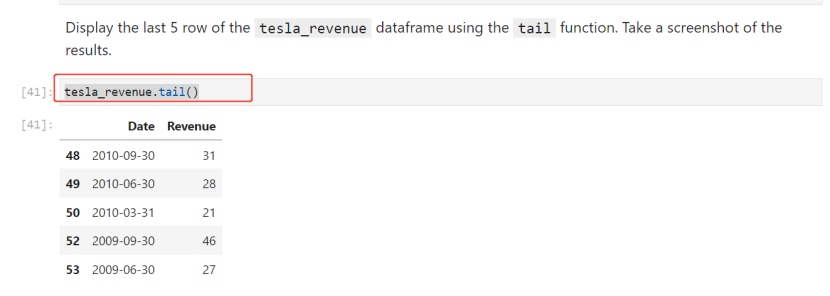 Display the last 5 row of the tesla_revenue dataframe using the tail function. Take a screenshot of the
results.
[41]: tesla_revenue.tail()
[41]:
Date Revenue
48 2010-09-30 31
49 2010-06-30 28
50 2010-03-31 21
52 2009-09-30 46
53 2009-06-30 27